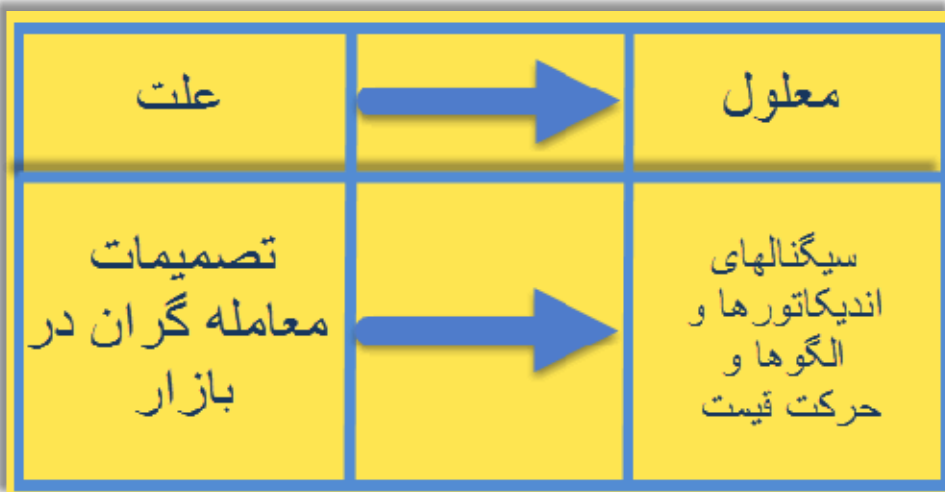 علت
معلول
تصمیمات
معامله گران در
بازار
سیگنالهای
اندیکاتورها و
الگوها و
حرکت قیمت